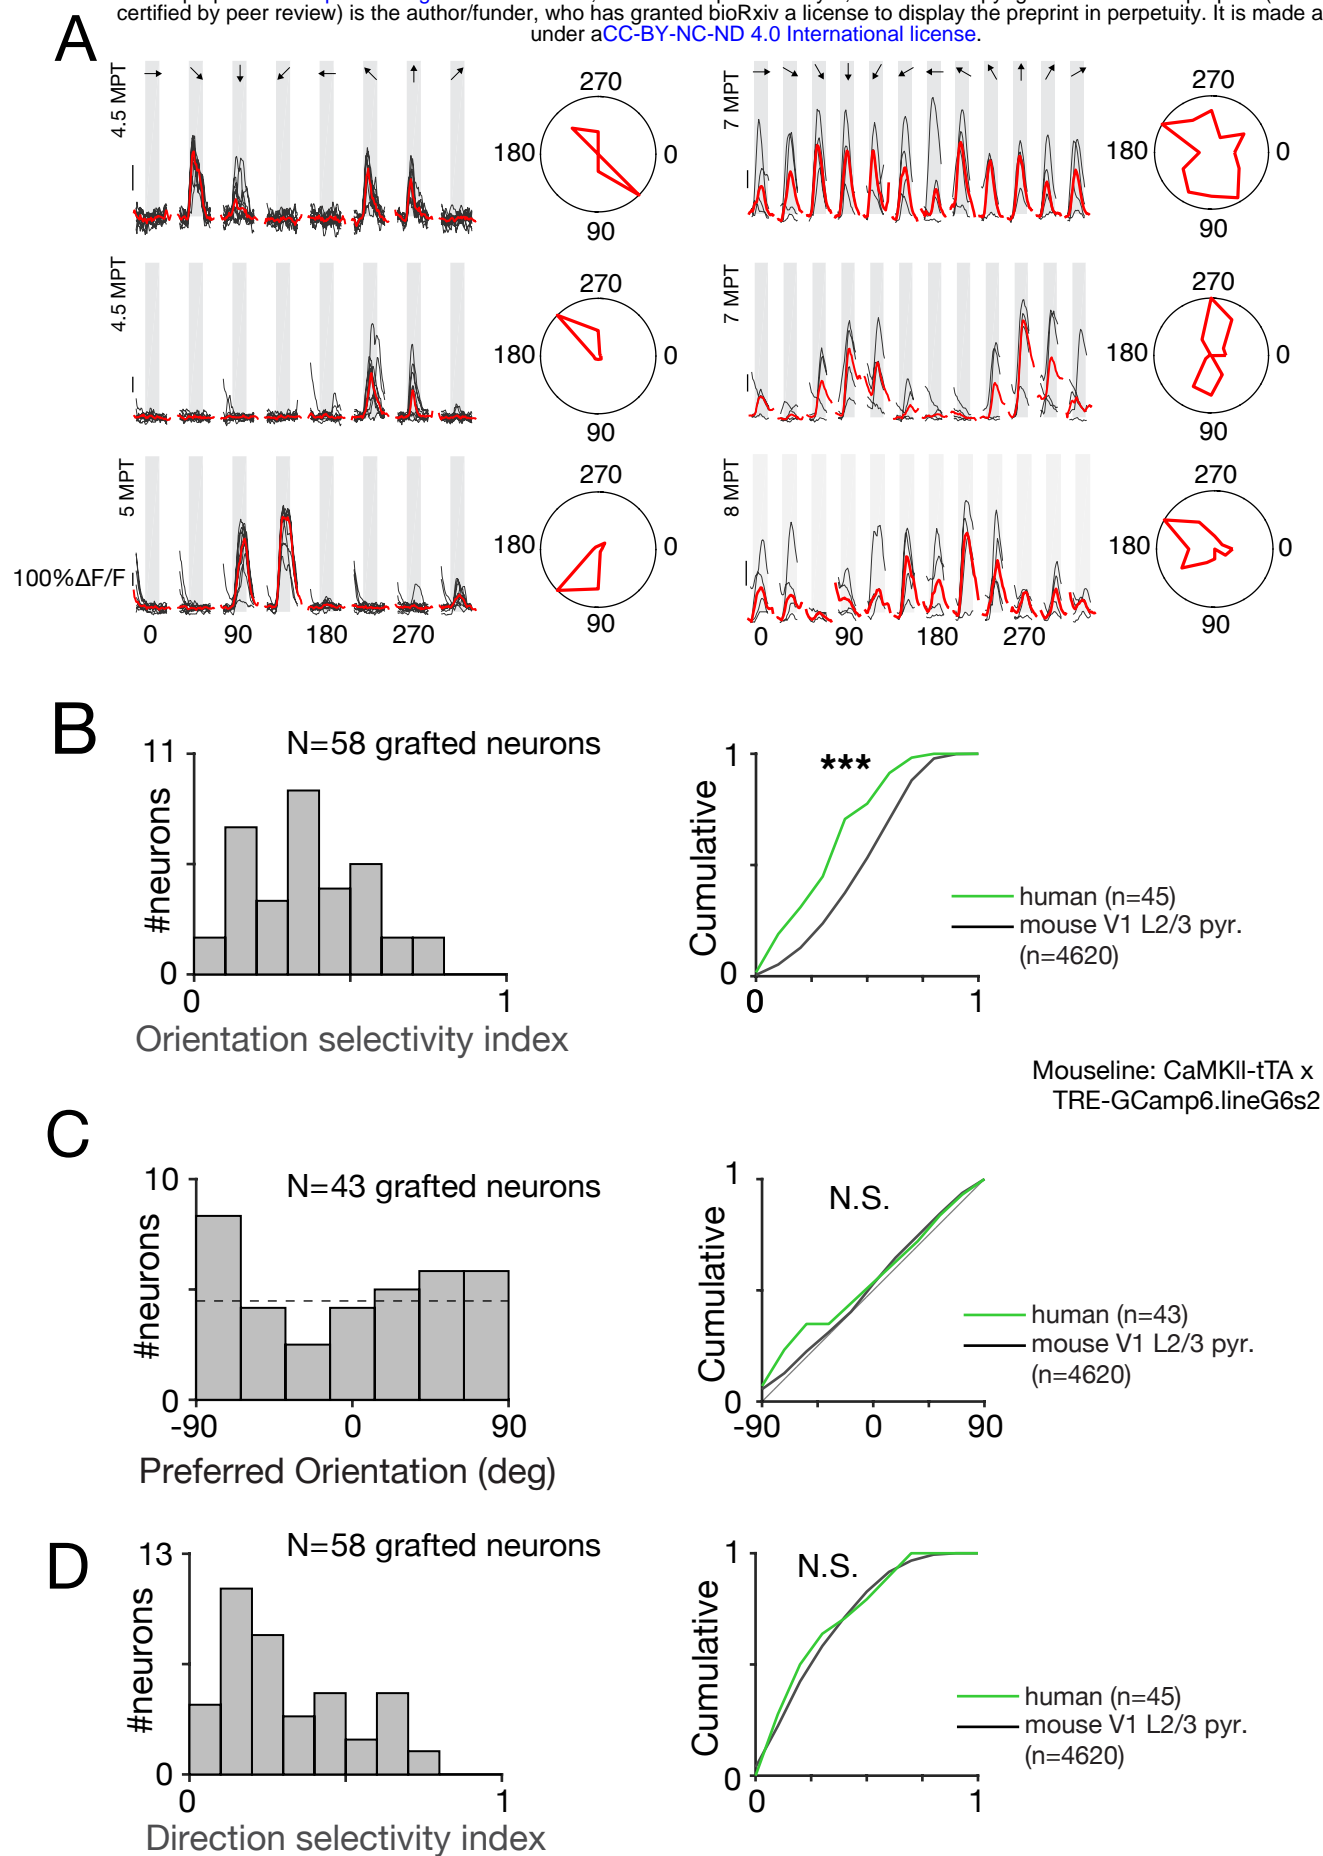 certified by peer review) is the author/funder, who has granted bioRxiv a license to display the preprint in perpetuity. It is made a
under aCC-BY-NC-ND 4.0 International license.
A
4.5 MPT
270
180
0
90
7 MPT
270
180
0
90
4.5 MPT
270
180
0
90
7 MPT
270
180
0
90
5 MPT
270
180
0
90
8 MPT
270
180
0
90
100%ΔF/F
0 90 180 270
0 90 180 270
B
N=58 grafted neurons
11
#neurons
0
0 1
Orientation selectivity index
1
***
Cumulative
0
0 1
human (n=45)
mouse V1 L2/3 pyr.
(n=4620)
Mouseline: CaMKII-tTA x
TRE-GCamp6.lineG6s2
C
N=43 grafted neurons
10
#neurons
0
-90 0 90
Preferred Orientation (deg)
1
N.S.
Cumulative
0
-90 0 90
human (n=43)
mouse V1 L2/3 pyr.
(n=4620)
D
N=58 grafted neurons
13
#neurons
0
0 1
Direction selectivity index
1
N.S.
Cumulative
0
0 1
human (n=45)
mouse V1 L2/3 pyr.
(n=4620)